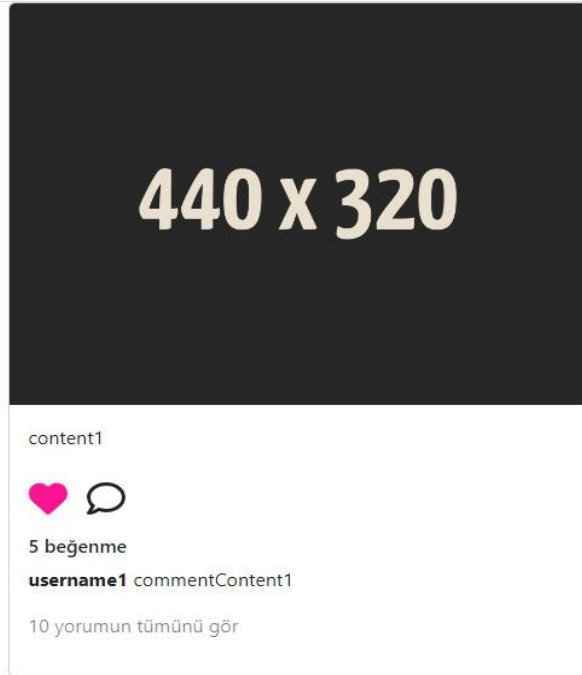 440 x 320
content1
5 beğenme
username1 commentContent1
10 yorumun tümünü gör